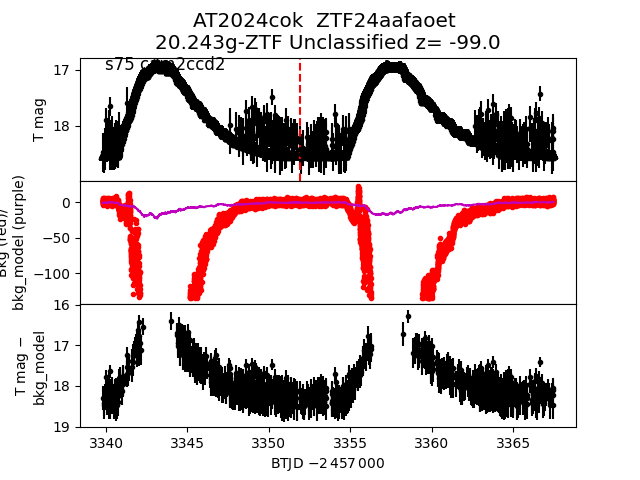 AT2024cok ZTF24aafaoet
20.243g-ZTF Unclassified z= -99.0
s75 ccd2
17
18
T mag
0
−50
−100
Bkg (red)/
bkg_model (purple)
16
17
18
19
T mag −
bkg_model
3340 3345 3350 3355 3360 3365
BTJD −2 457 000